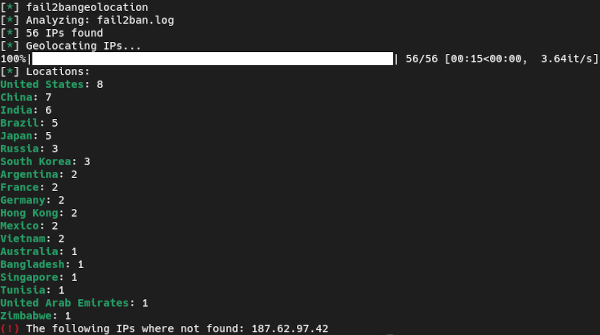 [*] fail2bangeolocation
[*] Analyzing: fail2ban.log
[*] 56 IPs found
[*] Geolocating IPs...
100%| | 56/56 [00:15<00:00,  3.64it/s]
[*] Locations:
United States: 8
China: 7
India: 6
Brazil: 5
Japan: 5
Russia: 3
South Korea: 3
Argentina: 2
France: 2
Germany: 2
Hong Kong: 2
Mexico: 2
Vietnam: 2
Australia: 1
Bangladesh: 1
Singapore: 1
Tunisia: 1
United Arab Emirates: 1
Zimbabwe: 1
(!) The following IPs where not found: 187.62.97.42